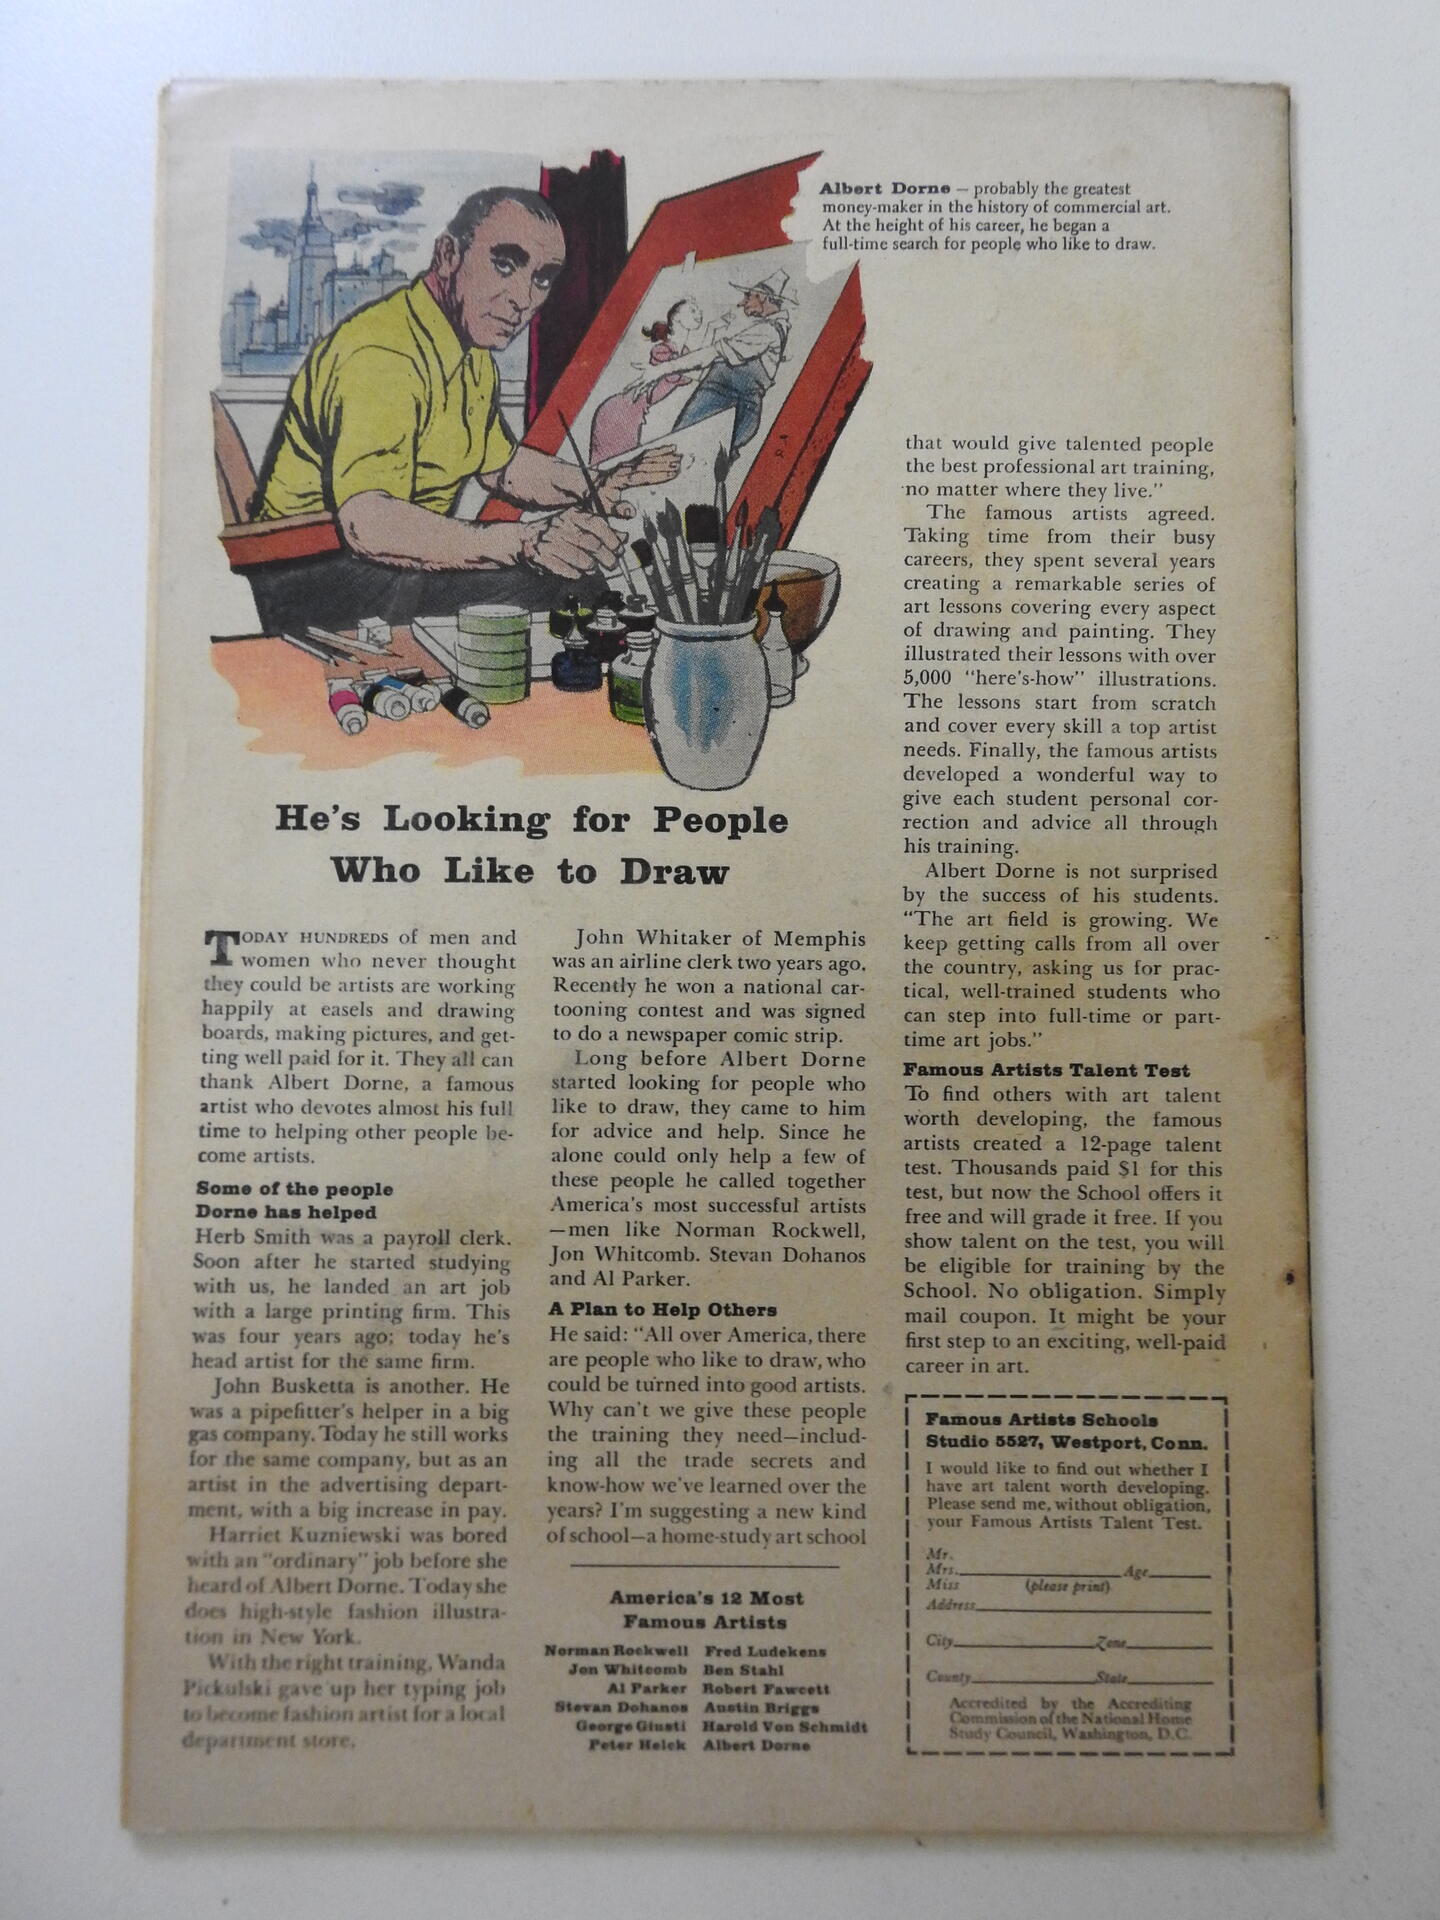 Albert Dorne — probably the greatest
money-maker in the history of commercial art.
At the height of his career, he began a
full-time search for people who like to draw.
He's Looking for People
Who Like to Draw
TODAY HUNDREDS of men and
women who never thought
they could be artists are working
happily at easels and drawing
boards, making pictures, and get-
ting well paid for it. They all can
thank Albert Dorne, a famous
artist who devotes almost his full
time to helping other people be-
come artists.
Some of the people
Dorne has helped
Herb Smith was a payroll clerk.
Soon after he started studying
with us, he landed an art job
with a large printing firm. This
was four years ago; today he's
head artist for the same firm.
John Busketta is another. He
was a pipefitter's helper in a big
gas company. Today he still works
for the same company, but as an
artist in the advertising depart-
ment, with a big increase in pay.
Harriet Kuzniewski was bored
with an "ordinary" job before she
heard of Albert Dorne. Today she
does high-style fashion illustra-
tion in New York.
With the right training, Wanda
Pickulski gave up her typing job
to become fashion artist for a local
department store.
John Whitaker of Memphis
was an airline clerk two years ago.
Recently he won a national car-
tooning contest and was signed
to do a newspaper comic strip.
Long before Albert Dorne
started looking for people who
like to draw, they came to him
for advice and help. Since he
alone could only help a few of
these people he called together
America's most successful artists
—men like Norman Rockwell,
Jon Whitcomb. Stevan Dohanos
and Al Parker.
A Plan to Help Others
He said: "All over America, there
are people who like to draw, who
could be turned into good artists.
Why can't we give these people
the training they need—includ-
ing all the trade secrets and
know-how we've learned over the
years? I'm suggesting a new kind
of school—a home-study art school
America's 12 Most
Famous Artists
Norman Rockwell Fred Ludekens
Jon Whitcomb Ben Stahl
Al Parker Robert Fawcett
Stevan Dohanos Austin Briggs
George Giusti Harold Von Schmidt
Peter Helck Albert Dorne
that would give talented people
the best professional art training,
no matter where they live."
The famous artists agreed.
Taking time from their busy
careers, they spent several years
creating a remarkable series of
art lessons covering every aspect
of drawing and painting. They
illustrated their lessons with over
5,000 "here's-how" illustrations.
The lessons start from scratch
and cover every skill a top artist
needs. Finally, the famous artists
developed a wonderful way to
give each student personal cor-
rection and advice all through
his training.
Albert Dorne is not surprised
by the success of his students.
"The art field is growing. We
keep getting calls from all over
the country, asking us for prac-
tical, well-trained students who
can step into full-time or part-
time art jobs."
Famous Artists Talent Test
To find others with art talent
worth developing, the famous
artists created a 12-page talent
test. Thousands paid $1 for this
test, but now the School offers it
free and will grade it free. If you
show talent on the test, you will
be eligible for training by the
School. No obligation. Simply
mail coupon. It might be your
first step to an exciting, well-paid
career in art.
Famous Artists Schools
Studio 5527, Westport, Conn.
I would like to find out whether I
have art talent worth developing.
Please send me, without obligation,
your Famous Artists Talent Test.
Mr.
Mrs. Age
Miss (please print)
Address
City Zone
County State
Accredited by the Accrediting
Commission of the National Home
Study Council, Washington, D.C.